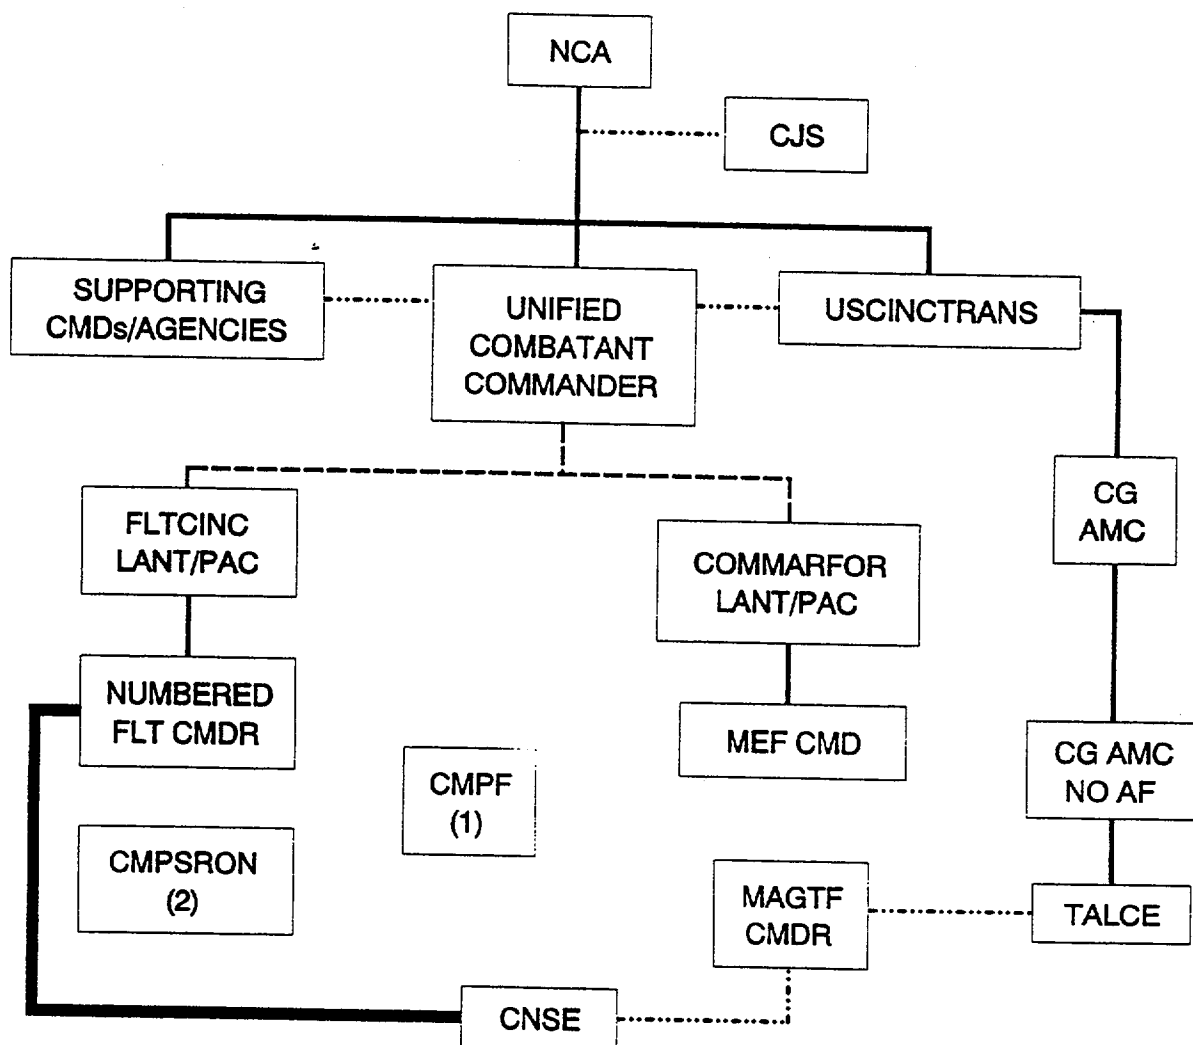 NCA
CJS
SUPPORTING
CMDs/AGENCIES
UNIFIED
COMBATANT
COMMANDER
USCINCTRANS
FLTCINC
LANT/PAC
COMMARFOR
LANT/PAC
CG
AMC
NUMBERED
FLT CMDR
MEF CMD
CG AMC
NO AF
CMPF
(1)
CMPSRON
(2)
MAGTF
CMDR
TALCE
CNSE